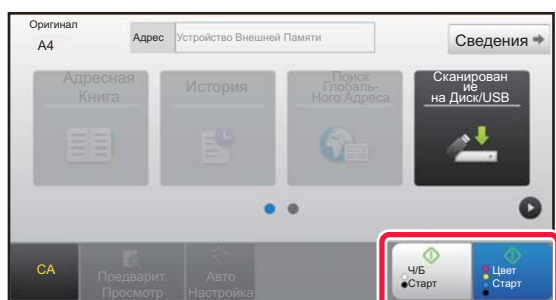 Оригинал
A4
Адрес
Устройство Внешней Памяти
Сведения
Адресная
Книга
История
Поиск
Глобаль-
Ного Адреса
Сканирован
ие
на Диск/USB
CA
Предварит.
Просмотр
Авто
Настройка
Ч/Б
Старт
Цвет
Старт